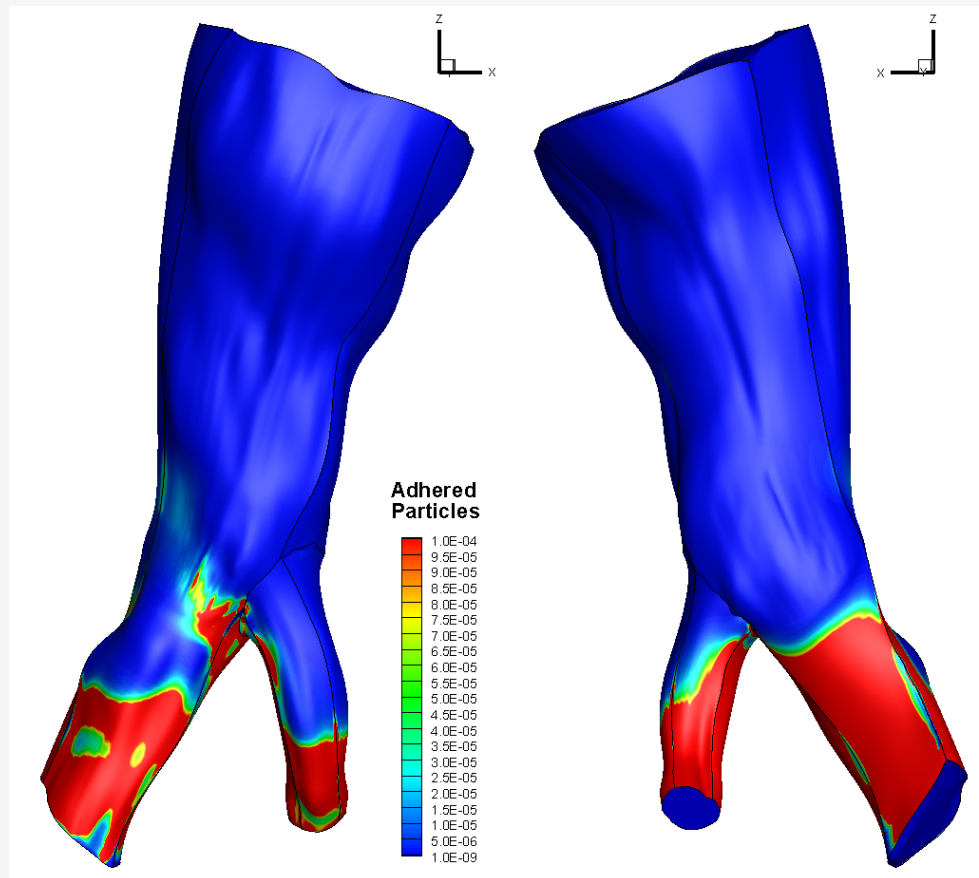 Z
X
Y
Z
X
Y
Adhered
Particles
1.0E-04
9.5E-05
9.0E-05
8.5E-05
8.0E-05
7.5E-05
7.0E-05
6.5E-05
6.0E-05
5.5E-05
5.0E-05
4.5E-05
4.0E-05
3.5E-05
3.0E-05
2.5E-05
2.0E-05
1.5E-05
1.0E-05
5.0E-06
1.0E-09